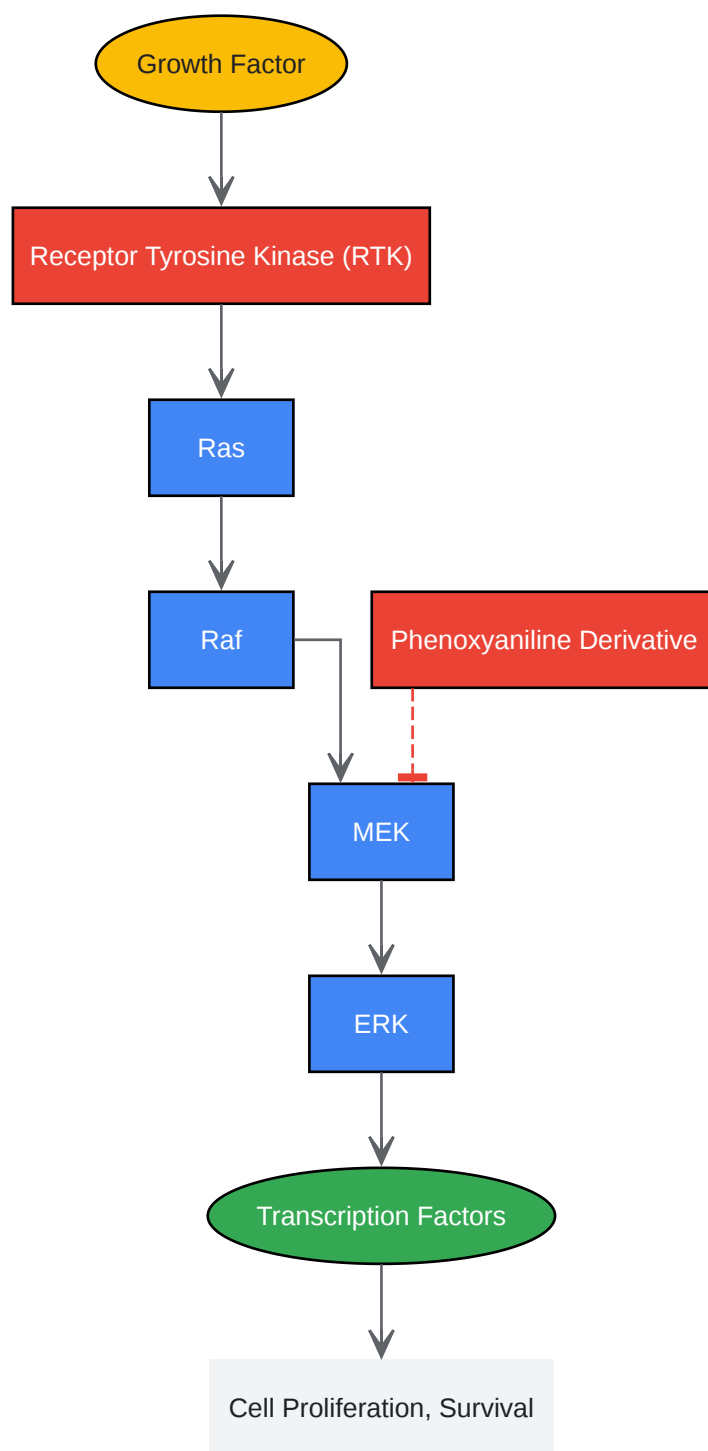 Growth Factor
Receptor Tyrosine Kinase (RTK)
Ras
Raf
Phenoxyaniline Derivative
MEK
ERK
Transcription Factors
Cell Proliferation, Survival